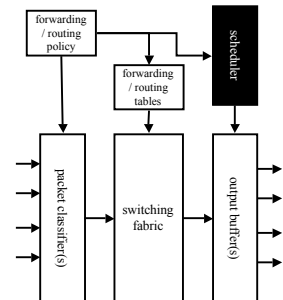 forwarding
/ routing
policy
scheduler
forwarding
/ routing
tables
packet classifier(s)
switching
fabric
output buffer(s)